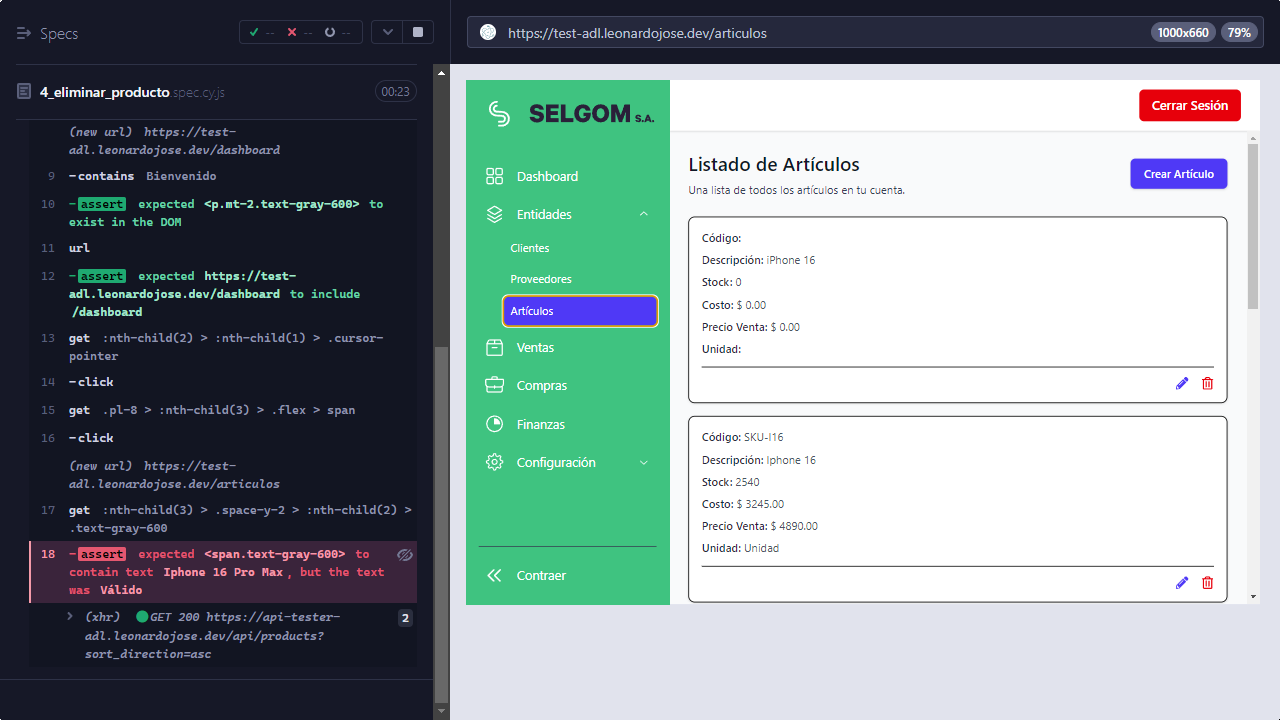 Specs
-- -- --
https://test-adl.leonardojose.dev/articulos
1000x660
79%
4_eliminar_producto.spec.cy.js
00:23
(new url) https://test-
adl.leonardojose.dev/dashboard
9 -contains Bienvenido
10 -assert expected <p.mt-2.text-gray-600> to
exist in the DOM
11 url
12 -assert expected https://test-
adl.leonardojose.dev/dashboard to include
/dashboard
13 get :nth-child(2) > :nth-child(1) > .cursor-
pointer
14 -click
15 get .pl-8 > :nth-child(3) > .flex > span
16 -click
(new url) https://test-
adl.leonardojose.dev/articulos
17 get :nth-child(3) > .space-y-2 > :nth-child(2) >
.text-gray-600
18 -assert expected <span.text-gray-600> to
contain text Iphone 16 Pro Max, but the text
was Válido
(xhr) GET 200 https://api-tester-
adl.leonardojose.dev/api/products?
sort_direction=asc
2
SELGOM S.A.
Dashboard
Entidades
Clientes
Proveedores
Artículos
Ventas
Compras
Finanzas
Configuración
Contraer
Cerrar Sesión
Listado de Artículos
Una lista de todos los artículos en tu cuenta.
Crear Artículo
Código:
Descripción: iPhone 16
Stock: 0
Costo: $ 0.00
Precio Venta: $ 0.00
Unidad:
Código: SKU-I16
Descripción: Iphone 16
Stock: 2540
Costo: $ 3245.00
Precio Venta: $ 4890.00
Unidad: Unidad